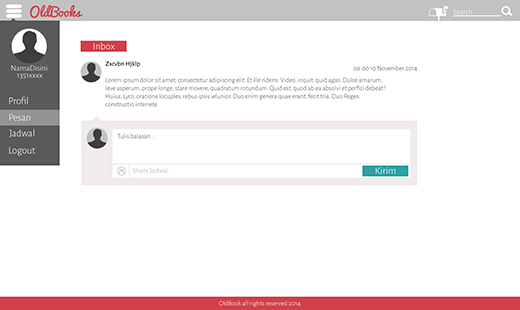 OldBooks
Search
NamaDisini
1351xxxx
Profil
Pesan
Jadwal
Logout
Inbox
Zxcvbn Hjklp
09:00 10 November 2014
Lorem ipsum dolor sit amet, consectetur adipiscing elit. Et ille ridens: Video, inquit, quid agas. Dulce amarum,
leve asperum, prope longe, stare movere, quadratum rotundum. Quid est, quod ab ea absolvi et perfici debeat?
Huius, Lyco, oratione locuples, rebus ipsis ielunior. Duo enim genera quae erant, fecit tria. Duo Reges:
constructio interrete.
Tulis balasan...
Share Jadwal
Kirim
OldBook all rights reserved 2014